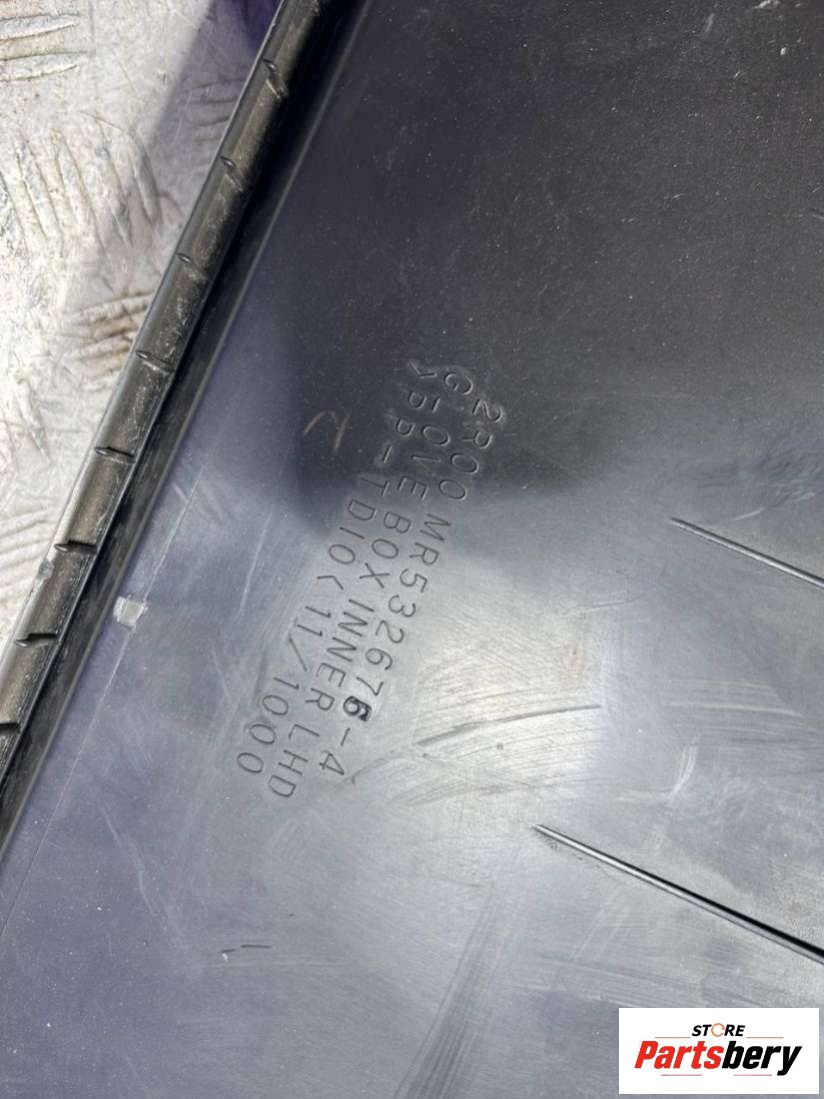 2R00 MR532676-4
GLOVE BOX INNER LHD
>PP-TD10< 11/1000
STORE
Partsbery